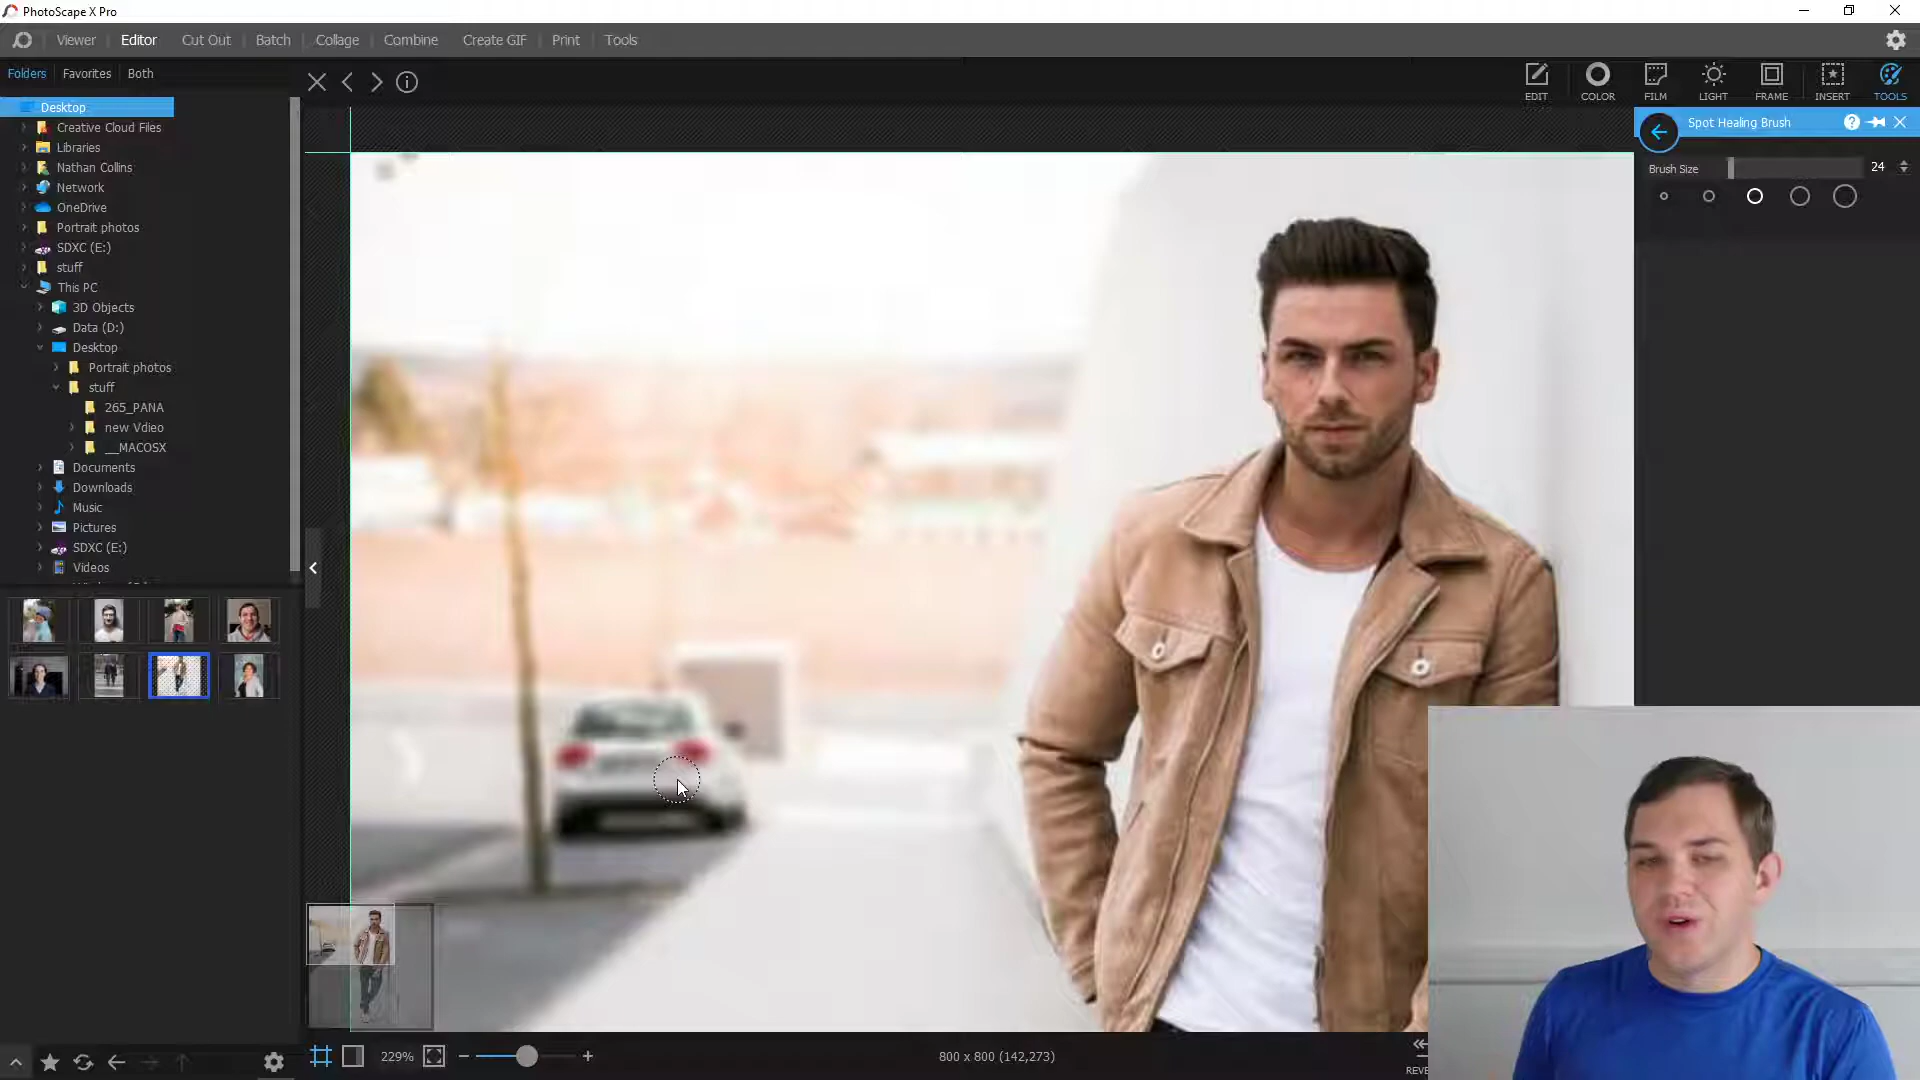 PhotoScape X Pro
Viewer Editor Cut Out Batch Collage Combine Create GIF Print Tools
Folders Favorites Both
EDIT COLOR FILM LIGHT FRAME INSERT TOOLS
Spot Healing Brush
Brush Size 24
Desktop
Creative Cloud Files
Libraries
Nathan Collins
Network
OneDrive
Portrait photos
SDXC (E:)
stuff
This PC
3D Objects
Data (D:)
Desktop
Portrait photos
stuff
265_PANA
new Vdieo
__MACOSX
Documents
Downloads
Music
Pictures
SDXC (E:)
Videos
229%
800 x 800 (142,273)